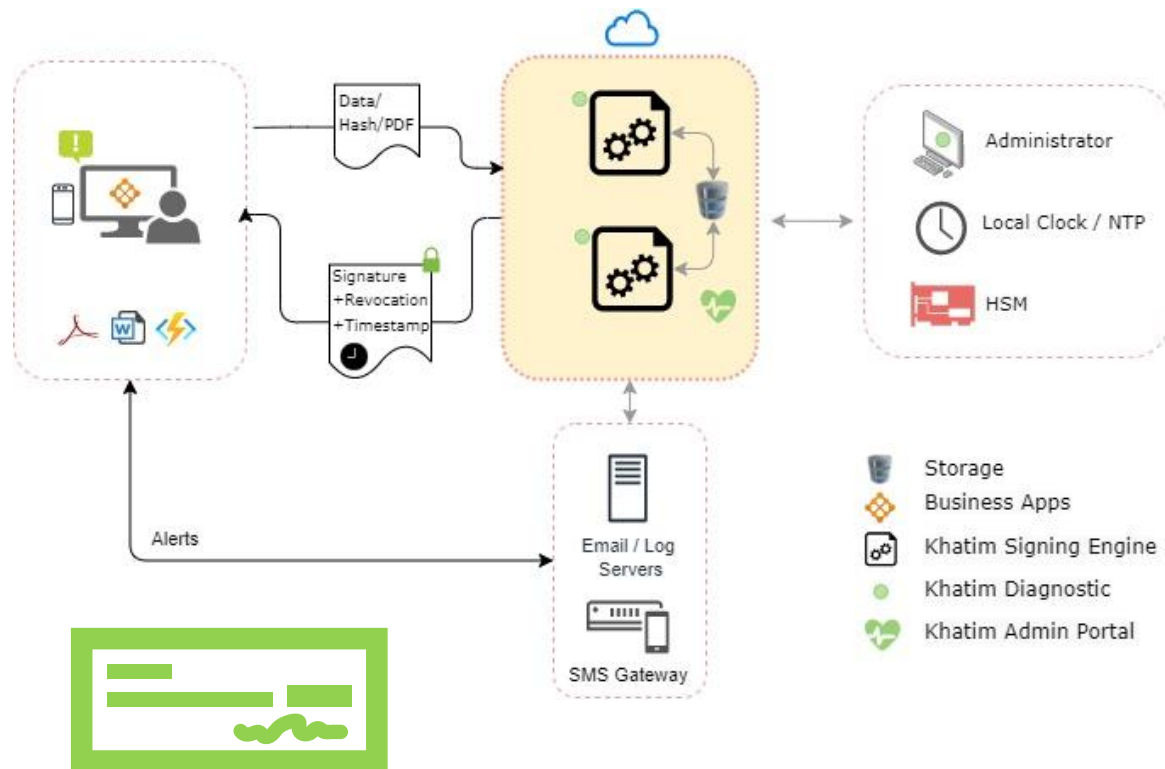 Data/
Hash/PDF
Signature
+Revocation
+Timestamp
Administrator
Local Clock / NTP
HSM
Alerts
Email / Log
Servers
SMS Gateway
Storage
Business Apps
Khatim Signing Engine
Khatim Diagnostic
Khatim Admin Portal
!
W